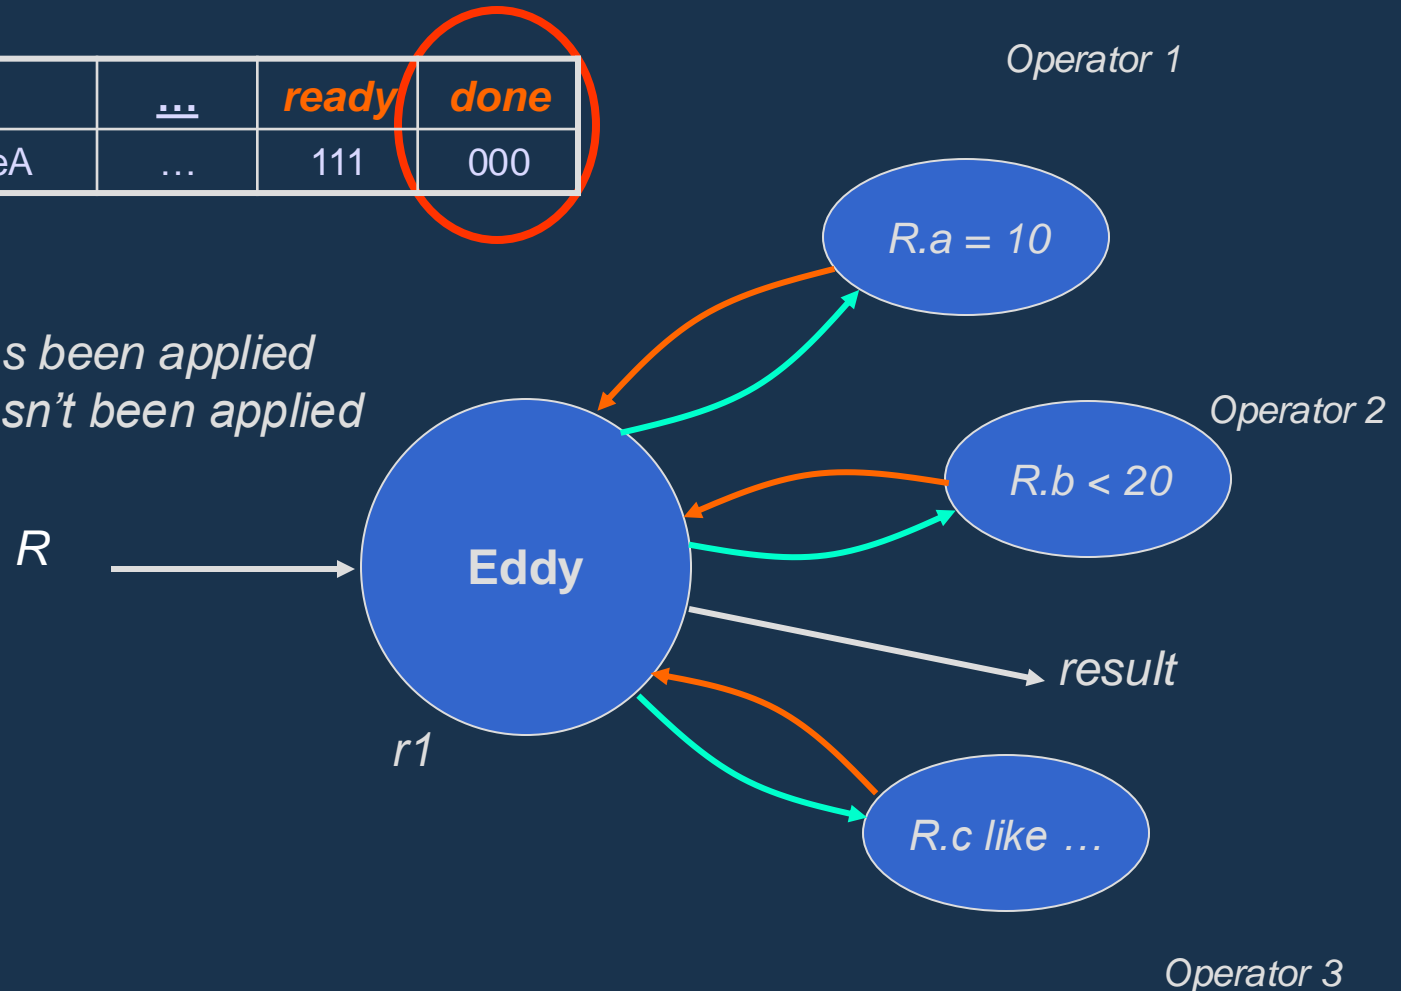 Operator 1
… ready done
eA … 111 000
R.a = 10
s been applied
sn't been applied
Operator 2
R.b < 20
R
Eddy
result
r1
R.c like …
Operator 3